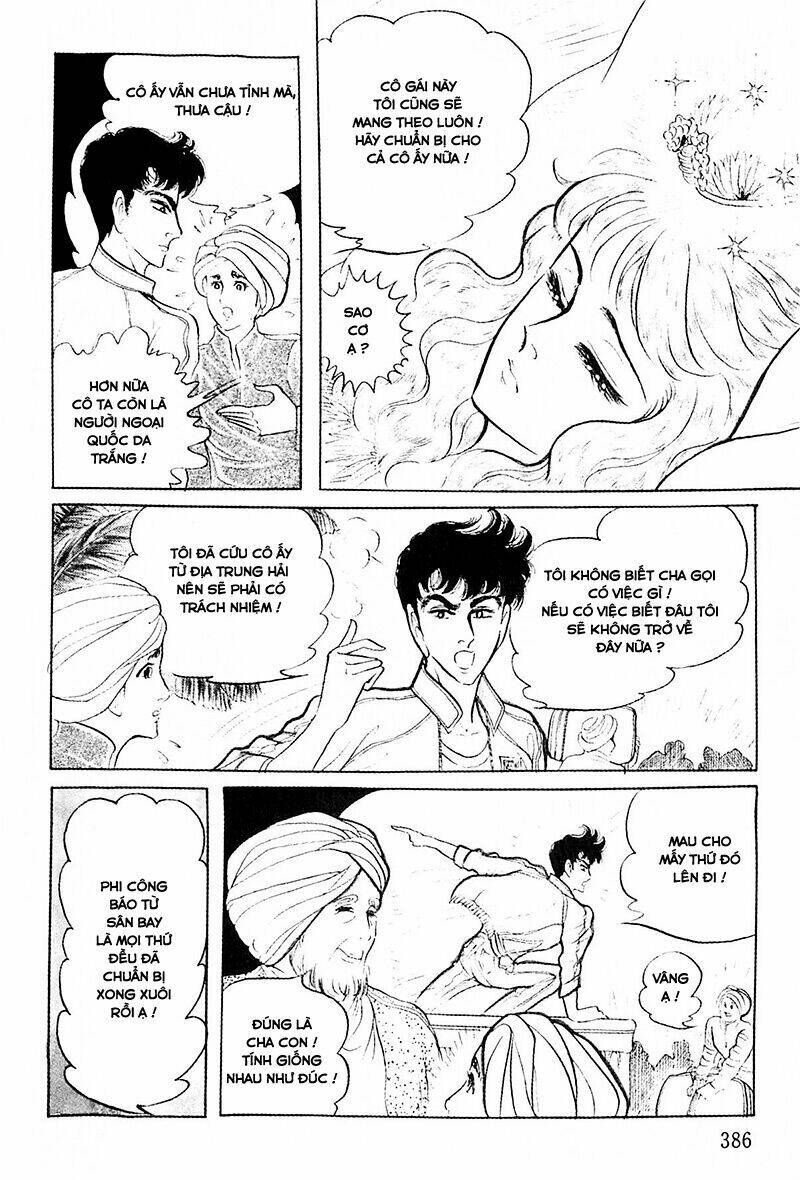 CÔ GÁI NÀY
TÔI CŨNG SẼ
MANG THEO LUÔN !
HÃY CHUẨN BỊ CHO
CẢ CÔ ẤY NỮA !
SAO
CƠ
Ạ ?
CÔ ẤY VẪN CHƯA TỈNH MÀ,
THƯA CẬU !
HƠN NỮA
CÔ TA CÒN LÀ
NGƯỜI NGOẠI
QUỐC DA
TRẮNG !
TÔI KHÔNG BIẾT CHA GỌI
CÓ VIỆC GÌ !
NẾU CÓ VIỆC BIẾT ĐÂU TÔI
SẼ KHÔNG TRỞ VỀ
ĐÂY NỮA ?
TÔI ĐÃ CỨU CÔ ẤY
TỪ ĐỊA TRUNG HẢI
NÊN SẼ PHẢI CÓ
TRÁCH NHIỆM !
MAU CHO
MẤY THỨ ĐÓ
LÊN ĐI !
VÂNG
Ạ !
ĐÚNG LÀ
CHA CON !
TÍNH GIỐNG
NHAU NHƯ ĐÚC !
PHI CÔNG
BÁO TỪ
SÂN BAY
LÀ MỌI THỨ
ĐỀU ĐÃ
CHUẨN BỊ
XONG XUÔI
RỒI Ạ !
386